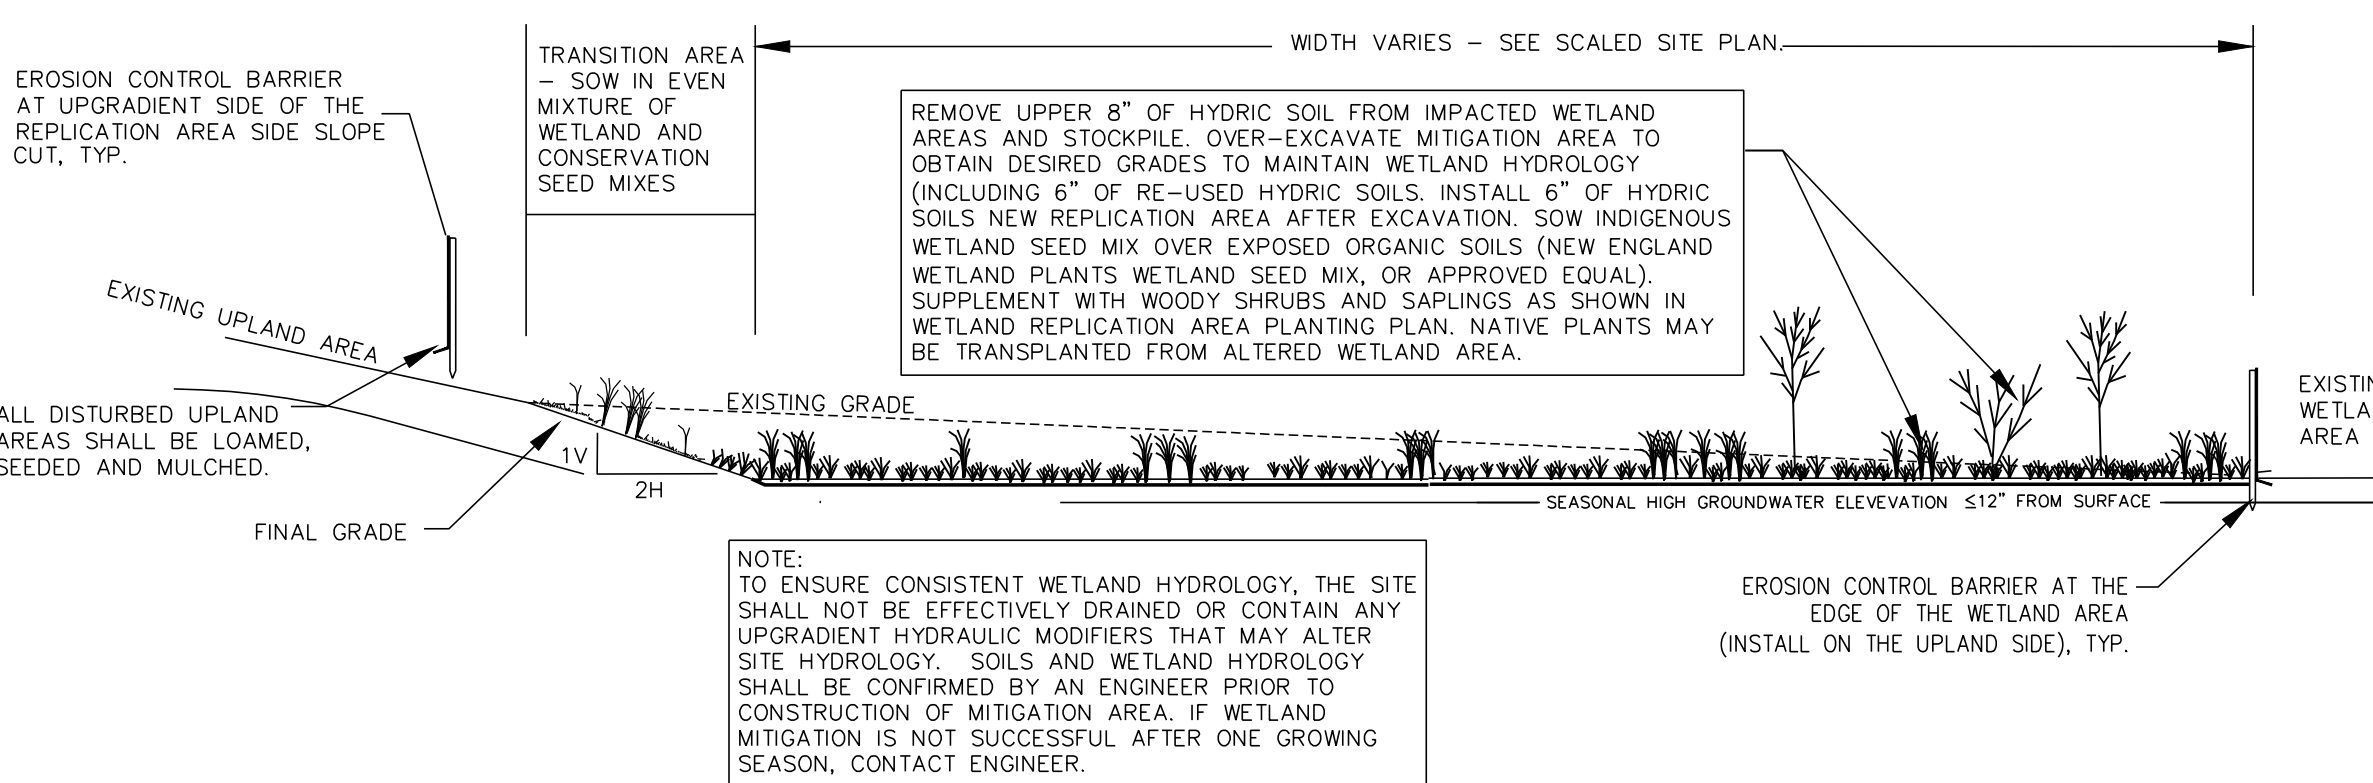 EROSION CONTROL BARRIER
AT UPGRADIENT SIDE OF THE
REPLICATION AREA SIDE SLOPE
CUT, TYP.
TRANSITION AREA
– SOW IN EVEN
MIXTURE OF
WETLAND AND
CONSERVATION
SEED MIXES
WIDTH VARIES – SEE SCALED SITE PLAN.
REMOVE UPPER 8" OF HYDRIC SOIL FROM IMPACTED WETLAND
AREAS AND STOCKPILE. OVER–EXCAVATE MITIGATION AREA TO
OBTAIN DESIRED GRADES TO MAINTAIN WETLAND HYDROLOGY
(INCLUDING 6" OF RE–USED HYDRIC SOILS. INSTALL 6" OF HYDRIC
SOILS NEW REPLICATION AREA AFTER EXCAVATION. SOW INDIGENOUS
WETLAND SEED MIX OVER EXPOSED ORGANIC SOILS (NEW ENGLAND
WETLAND PLANTS WETLAND SEED MIX, OR APPROVED EQUAL).
SUPPLEMENT WITH WOODY SHRUBS AND SAPLINGS AS SHOWN IN
WETLAND REPLICATION AREA PLANTING PLAN. NATIVE PLANTS MAY
BE TRANSPLANTED FROM ALTERED WETLAND AREA.
EXISTING UPLAND AREA
ALL DISTURBED UPLAND
AREAS SHALL BE LOAMED,
SEEDED AND MULCHED.
EXISTING GRADE
1V
2H
FINAL GRADE
EXISTIN
WETLA
AREA
SEASONAL HIGH GROUNDWATER ELEVEVATION ≤12" FROM SURFACE
NOTE:
TO ENSURE CONSISTENT WETLAND HYDROLOGY, THE SITE
SHALL NOT BE EFFECTIVELY DRAINED OR CONTAIN ANY
UPGRADIENT HYDRAULIC MODIFIERS THAT MAY ALTER
SITE HYDROLOGY. SOILS AND WETLAND HYDROLOGY
SHALL BE CONFIRMED BY AN ENGINEER PRIOR TO
CONSTRUCTION OF MITIGATION AREA. IF WETLAND
MITIGATION IS NOT SUCCESSFUL AFTER ONE GROWING
SEASON, CONTACT ENGINEER.
EROSION CONTROL BARRIER AT THE
EDGE OF THE WETLAND AREA
(INSTALL ON THE UPLAND SIDE), TYP.